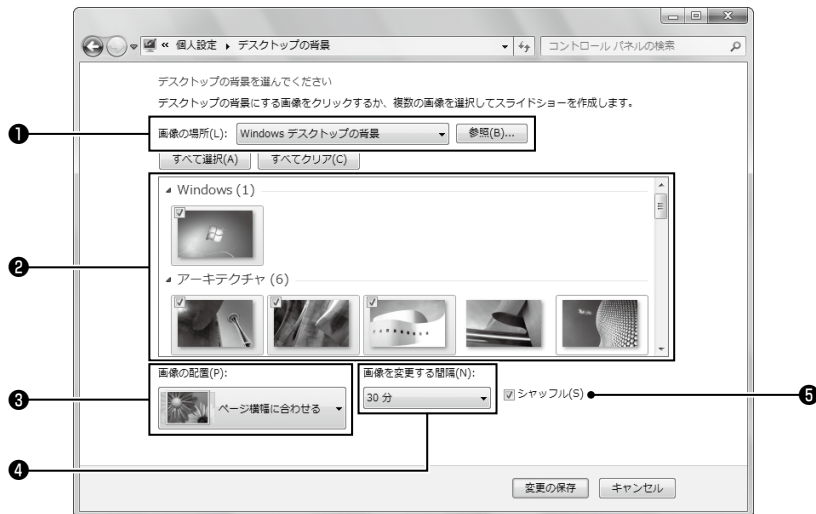 « 個人設定 ▸ デスクトップの背景
コントロール パネルの検索
デスクトップの背景を選んでください
デスクトップの背景にする画像をクリックするか、複数の画像を選択してスライドショーを作成します。
❶
画像の場所(L): Windows デスクトップの背景 参照(B)...
すべて選択(A) すべてクリア(C)
Windows (1)
❷
アーキテクチャ (6)
画像の配置(P): 画像を変更する間隔(N):
❸
ページ横幅に合わせる 30 分 シャッフル(S)
❺
❹
変更の保存 キャンセル